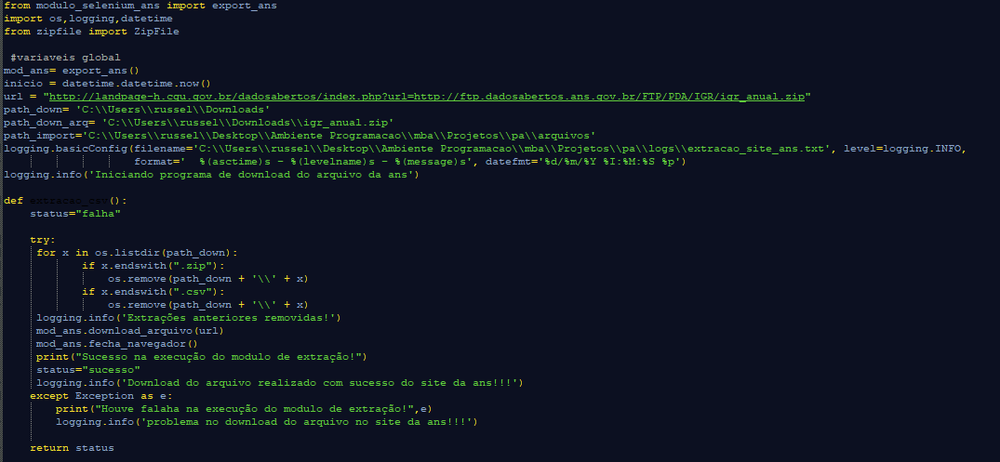 from modulo_selenium_ans import export_ans
import os,logging,datetime
from zipfile import ZipFile
#variaveis global
mod_ans= export_ans()
inicio = datetime.datetime.now()
url = "http://landpage-h.cgu.gov.br/dadosabertos/index.php?url=http://ftp.dadosabertos.ans.gov.br/FTP/PDA/IGR/igr_anual.zip"
path_down= 'C:\\Users\\russel\\Downloads'
path_down_arq= 'C:\\Users\\russel\\Downloads\\igr_anual.zip'
path_import='C:\\Users\\russel\\Desktop\\Ambiente Programacao\\mba\\Projetos\\pa\\arquivos'
logging.basicConfig(filename='C:\\Users\\russel\\Desktop\\Ambiente Programacao\\mba\\Projetos\\pa\\logs\\extracao_site_ans.txt', level=logging.INFO,
format='  %(asctime)s - %(levelname)s - %(message)s', datefmt='%d/%m/%Y %I:%M:%S %p')
logging.info('Iniciando programa de download do arquivo da ans')
def extracao_csv():
status="falha"
try:
for x in os.listdir(path_down):
if x.endswith(".zip"):
os.remove(path_down + '\\' + x)
if x.endswith(".csv"):
os.remove(path_down + '\\' + x)
logging.info('Extrações anteriores removidas!')
mod_ans.download_arquivo(url)
mod_ans.fecha_navegador()
print("Sucesso na execução do modulo de extração!")
status="sucesso"
logging.info('Download do arquivo realizado com sucesso do site da ans!!!')
except Exception as e:
print("Houve falaha na execução do modulo de extração!",e)
logging.info('problema no download do arquivo no site da ans!!!')
return status